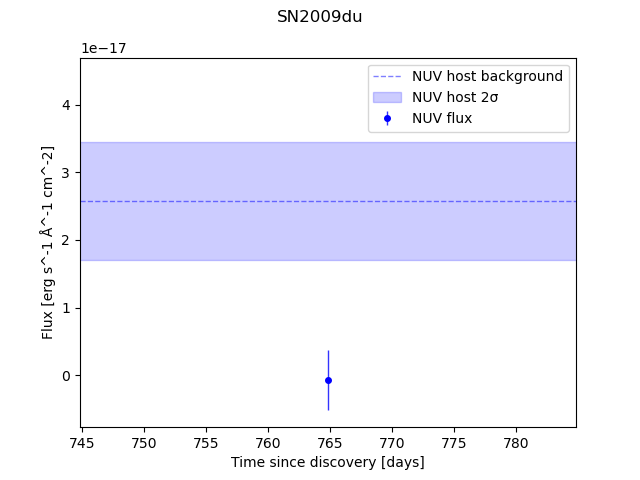 SN2009du
1e−17
NUV host background
NUV host 2σ
NUV flux
Flux [erg s^-1 Å^-1 cm^-2]
4
3
2
1
0
745 750 755 760 765 770 775 780
Time since discovery [days]